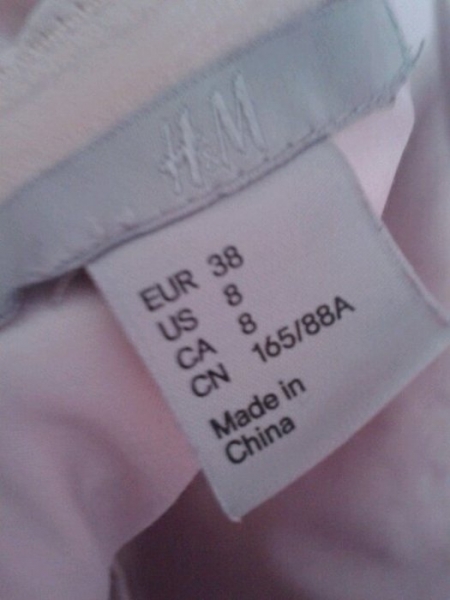 H&M
EUR 38
US 8
CA 8
CN 165/88A
Made in
China